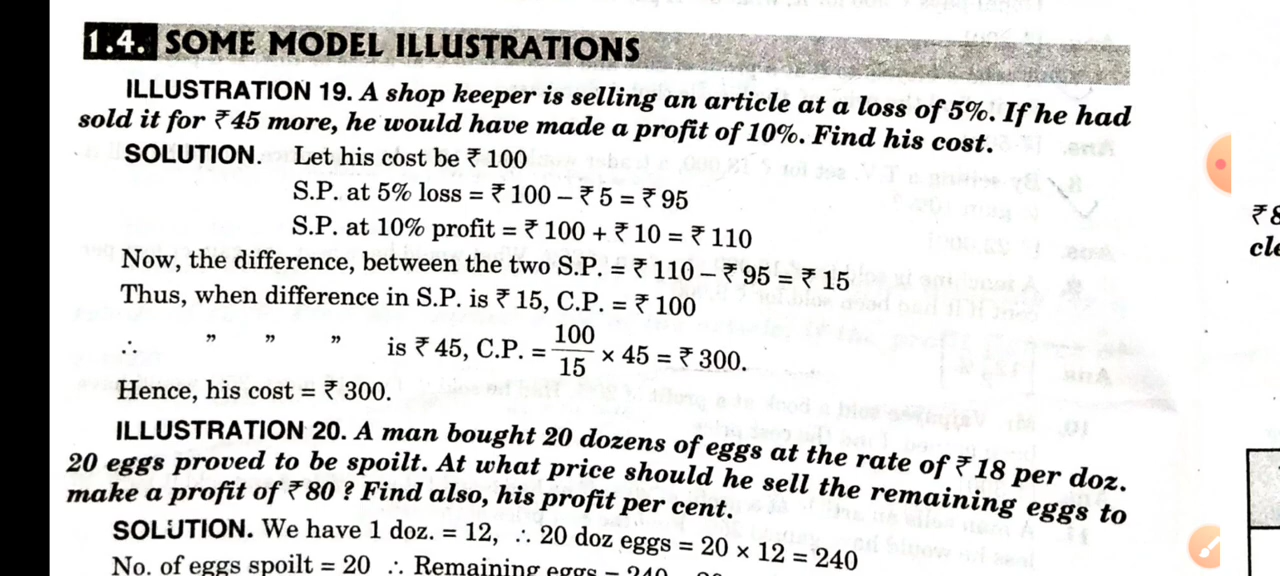 1.4. SOME MODEL ILLUSTRATIONS
ILLUSTRATION 19. A shop keeper is selling an article at a loss of 5%. If he had
sold it for ₹45 more, he would have made a profit of 10%. Find his cost.
SOLUTION. Let his cost be ₹ 100
S.P. at 5% loss = ₹ 100 – ₹ 5 = ₹ 95
S.P. at 10% profit = ₹ 100 + ₹ 10 = ₹ 110
Now, the difference, between the two S.P. = ₹ 110 – ₹ 95 = ₹ 15
Thus, when difference in S.P. is ₹ 15, C.P. = ₹ 100
∴ ” ” ” is ₹ 45, C.P. = 100/15 × 45 = ₹ 300.
Hence, his cost = ₹ 300.
ILLUSTRATION 20. A man bought 20 dozens of eggs at the rate of ₹ 18 per doz.
20 eggs proved to be spoilt. At what price should he sell the remaining eggs to
make a profit of ₹ 80 ? Find also, his profit per cent.
SOLUTION. We have 1 doz. = 12, ∴ 20 doz eggs = 20 × 12 = 240
No. of eggs spoilt = 20 ∴ Remaining eggs = 240